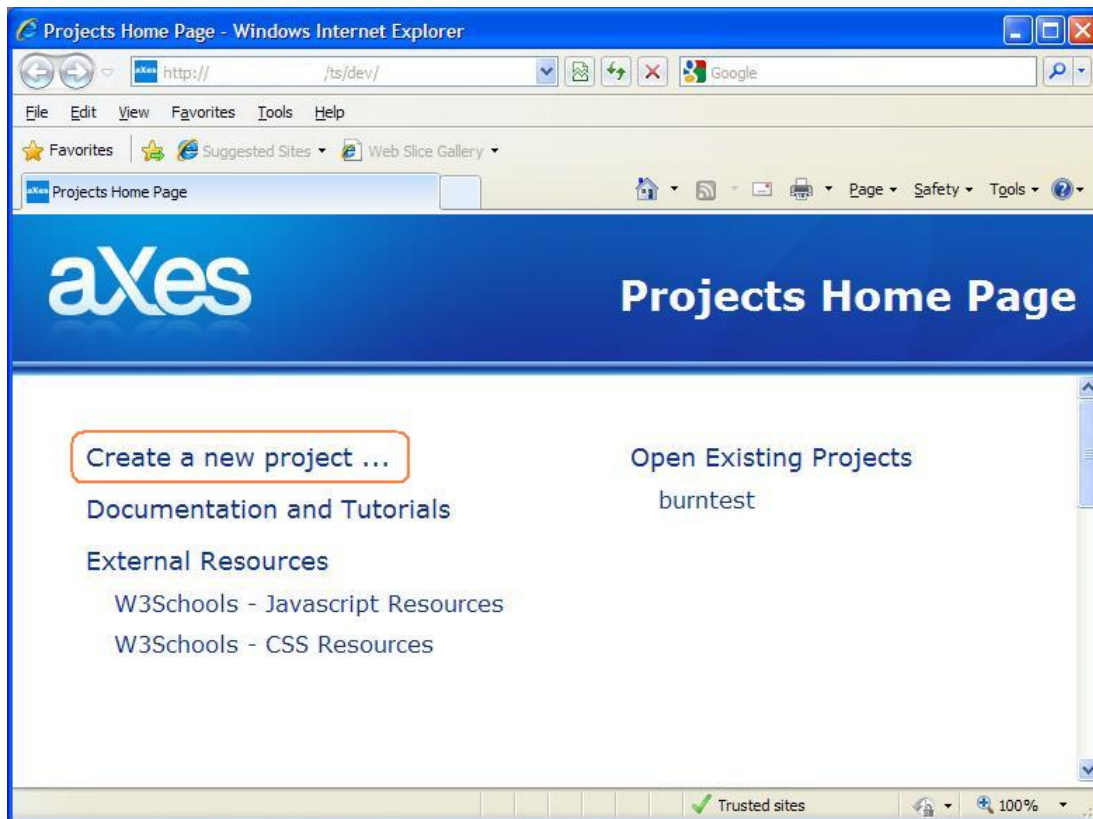 Projects Home Page - Windows Internet Explorer
aXes http:// /ts/dev/ Google
File Edit View Favorites Tools Help
Favorites Suggested Sites Web Slice Gallery
aXes Projects Home Page Page Safety Tools
aXes
Projects Home Page
Create a new project ...
Documentation and Tutorials
External Resources
W3Schools - Javascript Resources
W3Schools - CSS Resources
Open Existing Projects
burntest
Trusted sites 100%